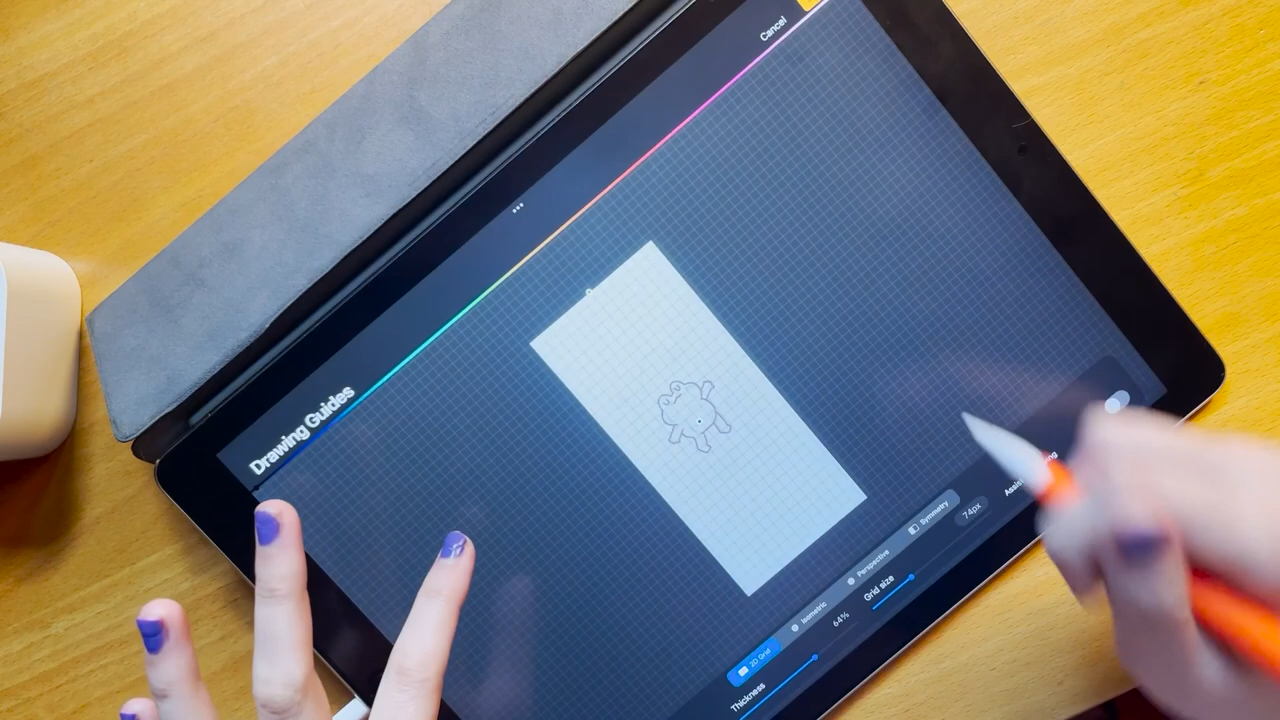 Cancel
Drawing Guides
2D Grid
Isometric
Perspective
Symmetry
Thickness
64%
Grid size
74px